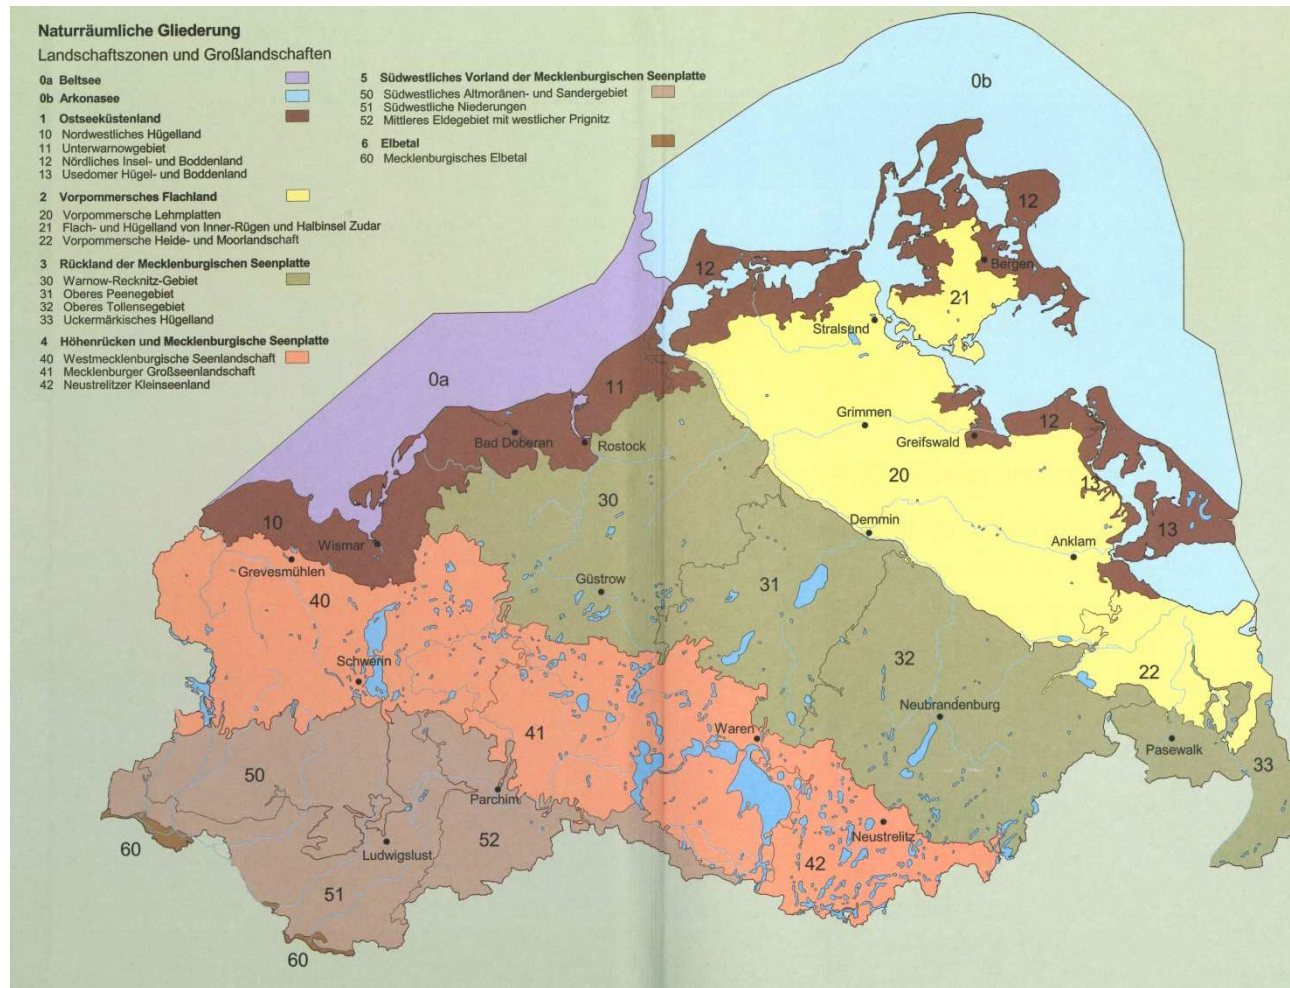 Naturräumliche Gliederung
Landschaftszonen und Großlandschaften
0a Beltsee
0b Arkonasee
1 Ostseeküstenland
10 Nordwestliches Hügelland
11 Unterwarnowgebiet
12 Nördliches Insel- und Boddenland
13 Usedomer Hügel- und Boddenland
2 Vorpommersches Flachland
20 Vorpommersche Lehmplatten
21 Flach- und Hügelland von Inner-Rügen und Halbinsel Zudar
22 Vorpommersche Heide- und Moorlandschaft
3 Rückland der Mecklenburgischen Seenplatte
30 Warnow-Recknitz-Gebiet
31 Oberes Peenegebiet
32 Oberes Tollensegebiet
33 Uckermärkisches Hügelland
4 Höhenrücken und Mecklenburgische Seenplatte
40 Westmecklenburgische Seenlandschaft
41 Mecklenburger Großseenlandschaft
42 Neustrelitzer Kleinseenland
5 Südwestliches Vorland der Mecklenburgischen Seenplatte
50 Südwestliches Altmoränen- und Sandergebiet
51 Südwestliche Niederungen
52 Mittleres Eldegebiet mit westlicher Prignitz
6 Elbetal
60 Mecklenburgisches Elbetal
0b
12
12
Bergen
21
Stralsund
0a
11
Grimmen
12
Bad Doberan
Rostock
Greifswald
20
13
30
10
Demmin
13
Wismar
Anklam
Grevesmühlen
31
Güstrow
40
32
Schwerin
22
Neubrandenburg
41
Waren
Pasewalk
33
50
Parchim
Neustrelitz
60
52
Ludwigslust
42
51
60